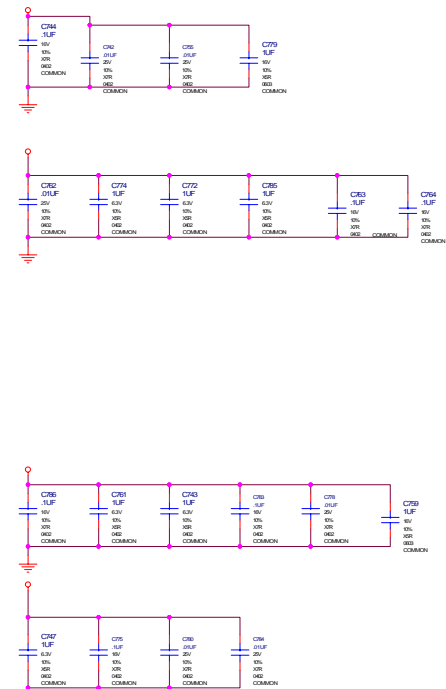 C744
.1UF
16V
10%
X7R
0402
COMMON
C742
.01UF
25V
10%
X7R
0402
COMMON
C755
.01UF
25V
10%
X7R
0402
COMMON
C779
1UF
16V
10%
X5R
0603
COMMON
C762
.01UF
25V
10%
X7R
0402
COMMON
C774
1UF
6.3V
10%
X5R
0402
COMMON
C772
1UF
6.3V
10%
X5R
0402
COMMON
C785
1UF
6.3V
10%
X5R
0402
COMMON
C763
.1UF
16V
10%
X7R
0402
COMMON
C764
.1UF
16V
10%
X7R
0402
COMMON
C786
.1UF
16V
10%
X7R
0402
COMMON
C761
1UF
6.3V
10%
X5R
0402
COMMON
C743
1UF
6.3V
10%
X5R
0402
COMMON
.1UF
16V
10%
X7R
0402
COMMON
.01UF
25V
10%
X7R
0402
COMMON
C759
1UF
16V
10%
X5R
0603
COMMON
C747
1UF
6.3V
10%
X5R
0402
COMMON
C775
.1UF
16V
10%
X7R
0402
COMMON
.01UF
25V
10%
X7R
0402
COMMON
.01UF
25V
10%
X7R
0402
COMMON